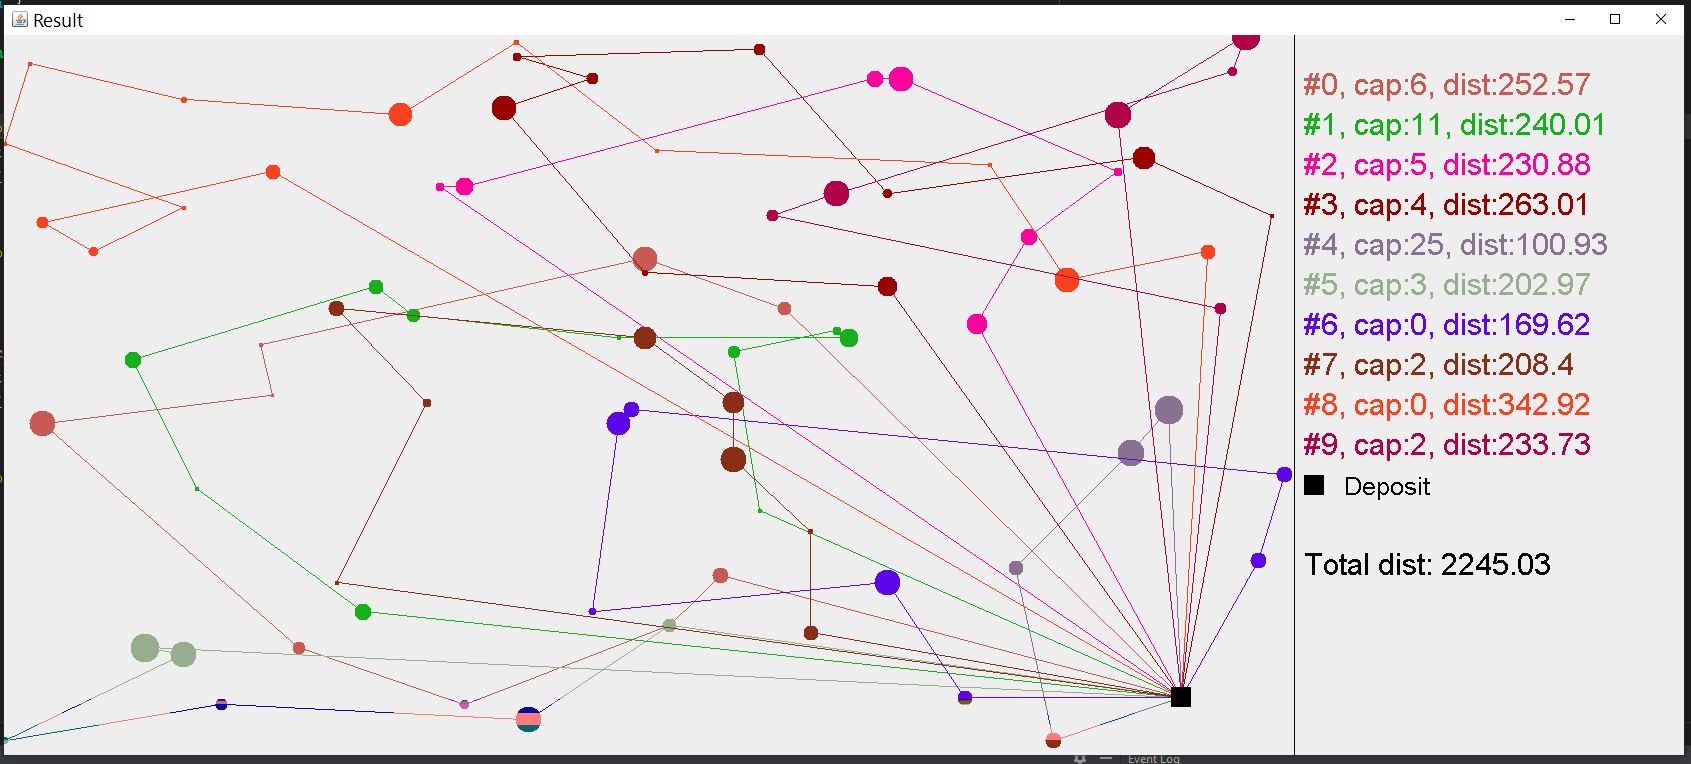 Result
#0, cap:6, dist:252.57
#1, cap:11, dist:240.01
#2, cap:5, dist:230.88
#3, cap:4, dist:263.01
#4, cap:25, dist:100.93
#5, cap:3, dist:202.97
#6, cap:0, dist:169.62
#7, cap:2, dist:208.4
#8, cap:0, dist:342.92
#9, cap:2, dist:233.73
Deposit
Total dist: 2245.03
Event Log